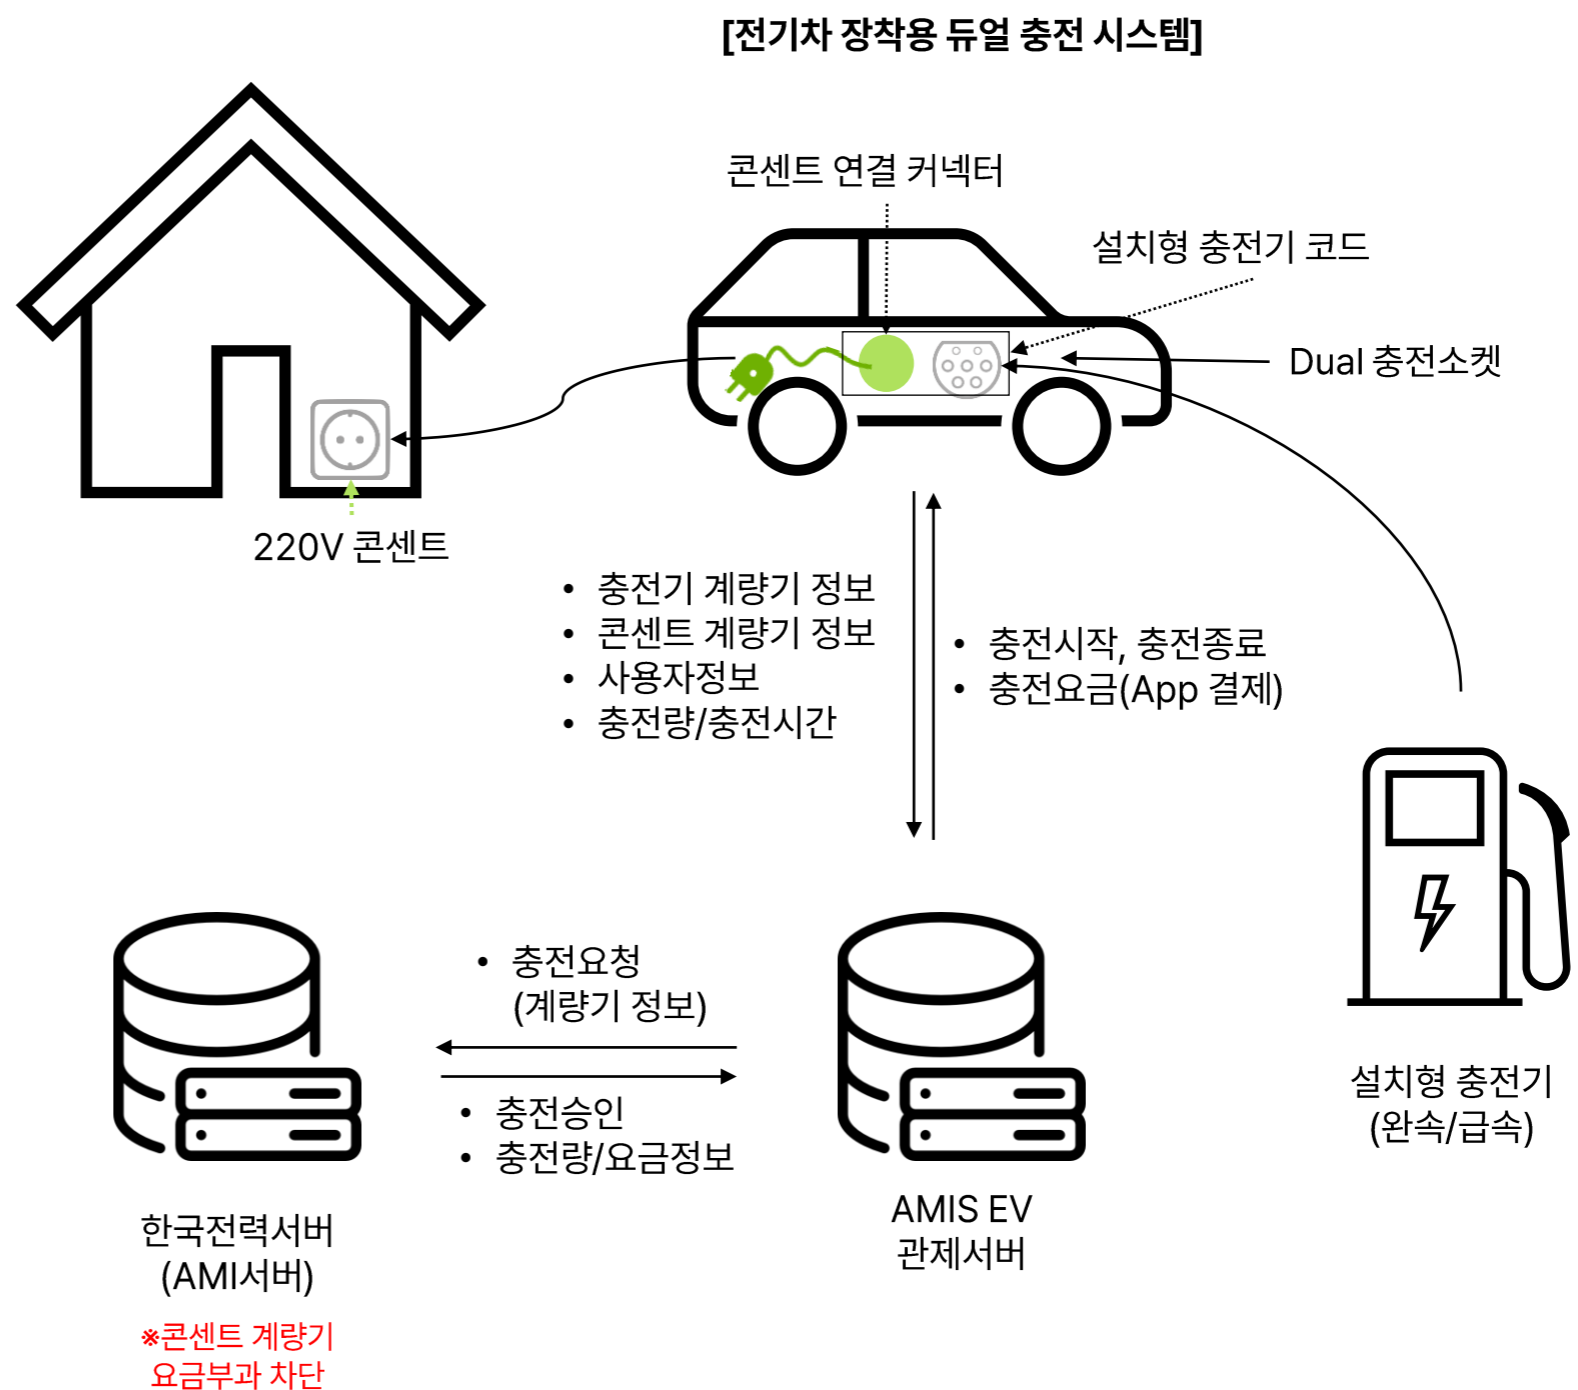 [전기차 장착용 듀얼 충전 시스템]
콘센트 연결 커넥터
설치형 충전기 코드
Dual 충전소켓
220V 콘센트
• 충전기 계량기 정보
• 콘센트 계량기 정보
• 사용자정보
• 충전량/충전시간
• 충전시작, 충전종료
• 충전요금(App 결제)
• 충전요청
(계량기 정보)
• 충전승인
• 충전량/요금정보
설치형 충전기
(완속/급속)
AMIS EV
관제서버
한국전력서버
(AMI서버)
※콘센트 계량기
요금부과 차단